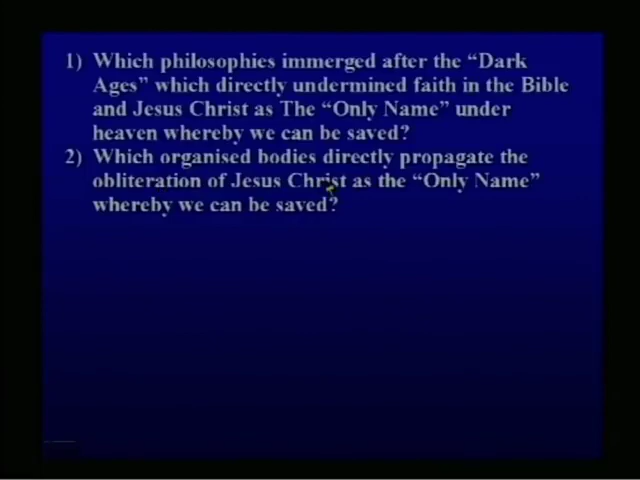 1) Which philosophies immerged after the “Dark
Ages” which directly undermined faith in the Bible
and Jesus Christ as The “Only Name” under
heaven whereby we can be saved?
2) Which organised bodies directly propagate the
obliteration of Jesus Christ as the “Only Name”
whereby we can be saved?